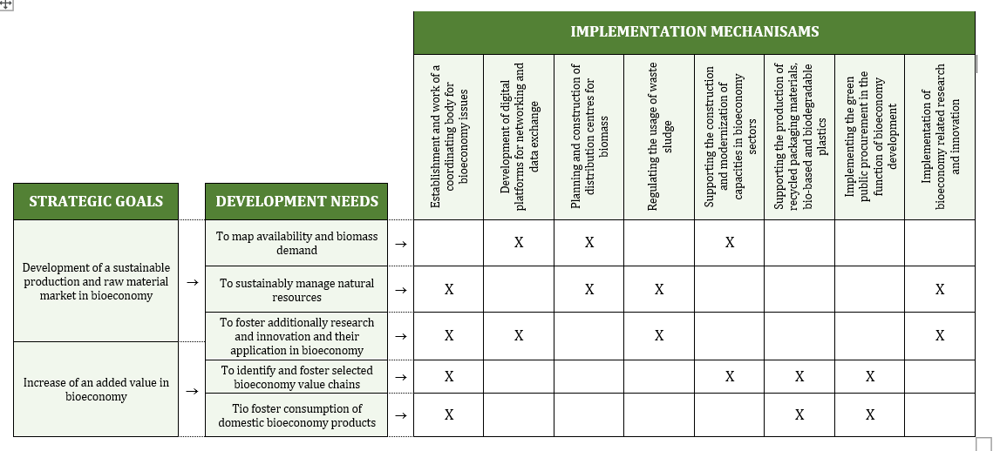 IMPLEMENTATION MECHANISAMS
Establishment and work of a
coordinating body for
bioeconomy issues
Development of digital
platforms for networking and
data exchange
Planning and construction of
distribution centres for
biomass
Regulating the usage of waste
sludge
Supporting the construction
and modernization of
capacities in bioeconomy
sectors
Supporting the production of
recycled packaging materials,
bio-based and biodegradable
plastics
Implementing the green
public procurement in the
function of bioeconomy
development
Implementation of
bioeconomy related research
and innovation
STRATEGIC GOALS
DEVELOPMENT NEEDS
Development of a sustainable
production and raw material
market in bioeconomy
→
To map availability and biomass
demand
→ X X X
To sustainably manage natural
resources
→ X X X X
To foster additionally research
and innovation and their
application in bioeconomy
→ X X X X
Increase of an added value in
bioeconomy
→
To identify and foster selected
bioeconomy value chains
→ X X X X
Tio foster consumption of
domestic bioeconomy products
→ X X X